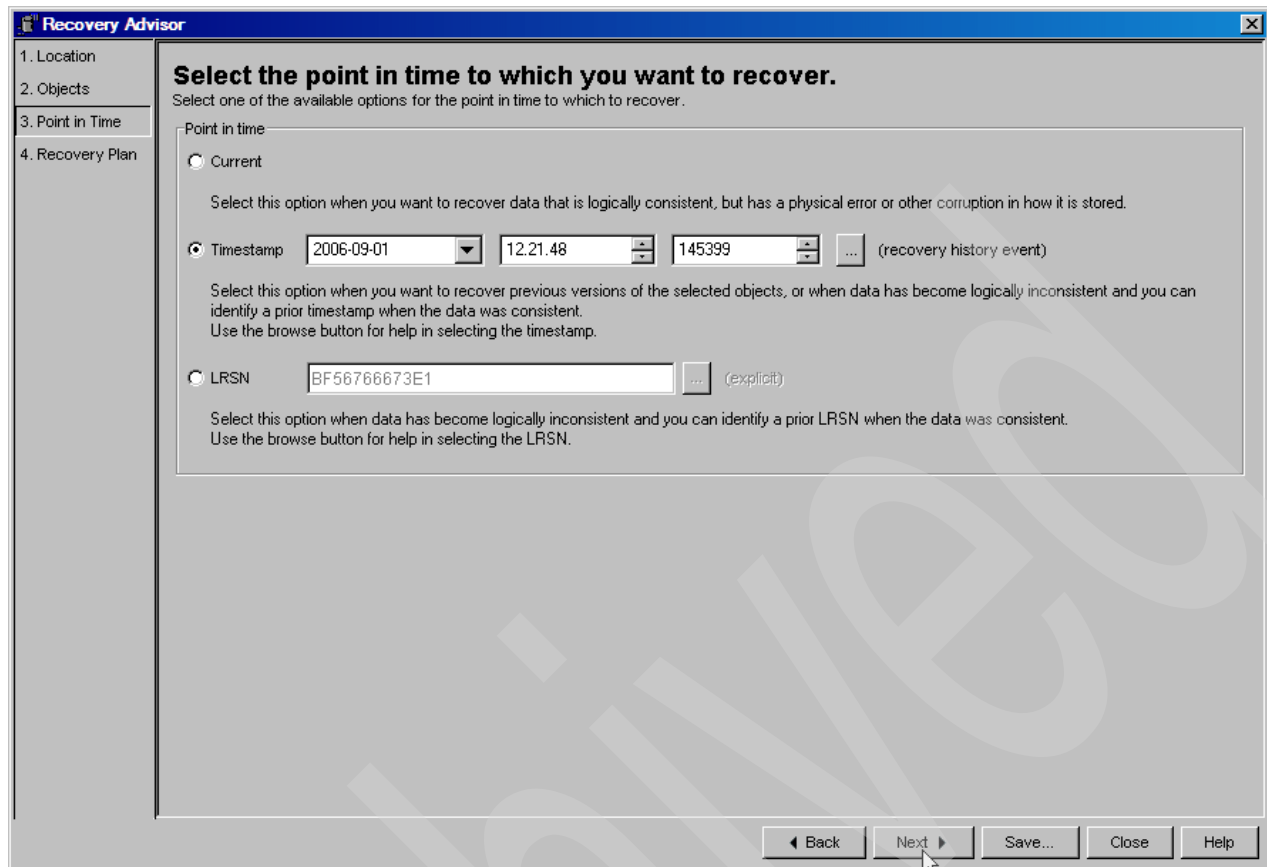 Recovery Advisor
1. Location
2. Objects
3. Point in Time
4. Recovery Plan
Select the point in time to which you want to recover.
Select one of the available options for the point in time to which to recover.
Point in time
Current
Select this option when you want to recover data that is logically consistent, but has a physical error or other corruption in how it is stored.
Timestamp 2006-09-01 12.21.48 145399 ... (recovery history event)
Select this option when you want to recover previous versions of the selected objects, or when data has become logically inconsistent and you can
identify a prior timestamp when the data was consistent.
Use the browse button for help in selecting the timestamp.
LRSN BF56766673E1 ... (explicit)
Select this option when data has become logically inconsistent and you can identify a prior LRSN when the data was consistent.
Use the browse button for help in selecting the LRSN.
Back Next Save... Close Help